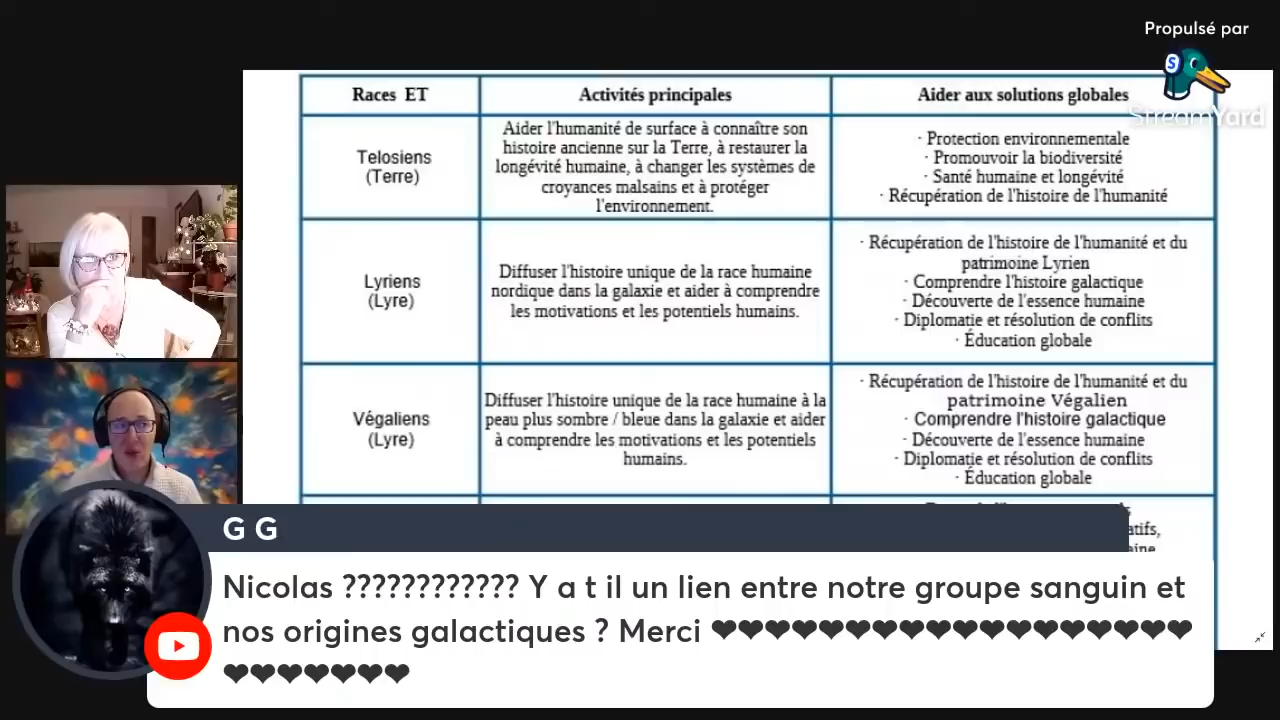 Propulsé par
StreamYard
Races ET
Activités principales
Aider aux solutions globales
Telosiens
(Terre)
Aider l'humanité de surface à connaître son
histoire ancienne sur la Terre, à restaurer la
longévité humaine, à changer les systèmes de
croyances malsains et à protéger
l'environnement.
· Protection environnementale
· Promouvoir la biodiversité
· Santé humaine et longévité
· Récupération de l'histoire de l'humanité
Lyriens
(Lyre)
Diffuser l'histoire unique de la race humaine
nordique dans la galaxie et aider à comprendre
les motivations et les potentiels humains.
· Récupération de l'histoire de l'humanité et du
patrimoine Lyrien
· Comprendre l'histoire galactique
· Découverte de l'essence humaine
· Diplomatie et résolution de conflits
· Éducation globale
Végaliens
(Lyre)
Diffuser l'histoire unique de la race humaine à la
peau plus sombre / bleue dans la galaxie et aider
à comprendre les motivations et les potentiels
humains.
· Récupération de l'histoire de l'humanité et du
patrimoine Végalien
· Comprendre l'histoire galactique
· Découverte de l'essence humaine
· Diplomatie et résolution de conflits
· Éducation globale
atifs,
G G
Nicolas ???????????? Y a t il un lien entre notre groupe sanguin et
nos origines galactiques ? Merci ❤❤❤❤❤❤❤❤❤❤❤❤❤❤❤❤❤❤
❤❤❤❤❤❤❤